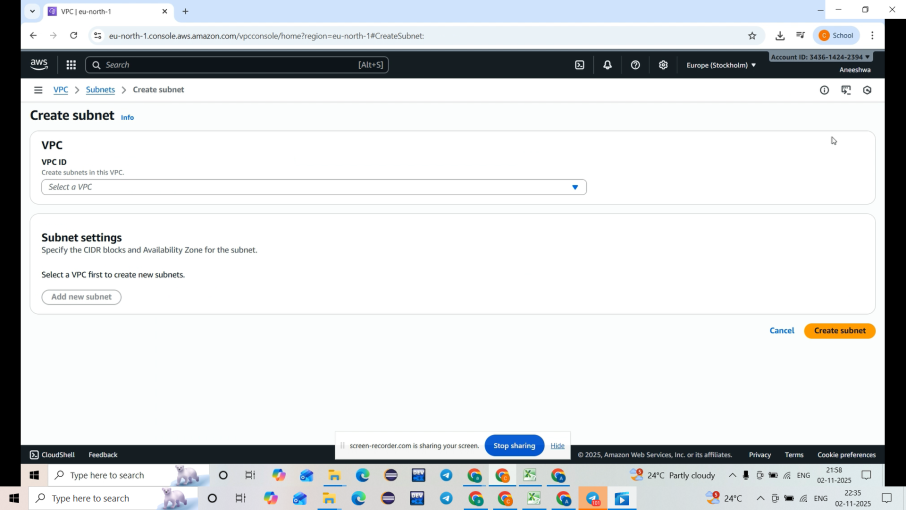 VPC | eu-north-1
eu-north-1.console.aws.amazon.com/vpcconsole/home?region=eu-north-1#CreateSubnet:
School
aws
Search
[Alt+S]
Europe (Stockholm)
Account ID: 3436-1424-2394
Aneeshwa
VPC > Subnets > Create subnet
Create subnet Info
VPC
VPC ID
Create subnets in this VPC.
Select a VPC
Subnet settings
Specify the CIDR blocks and Availability Zone for the subnet.
Select a VPC first to create new subnets.
Add new subnet
Cancel Create subnet
screen-recorder.com is sharing your screen. Stop sharing Hide
CloudShell Feedback © 2025, Amazon Web Services, Inc. or its affiliates. Privacy Terms Cookie preferences
Type here to search 24°C Partly cloudy ENG 21:58
02-11-2025
Type here to search 24°C ENG 22:35
02-11-2025